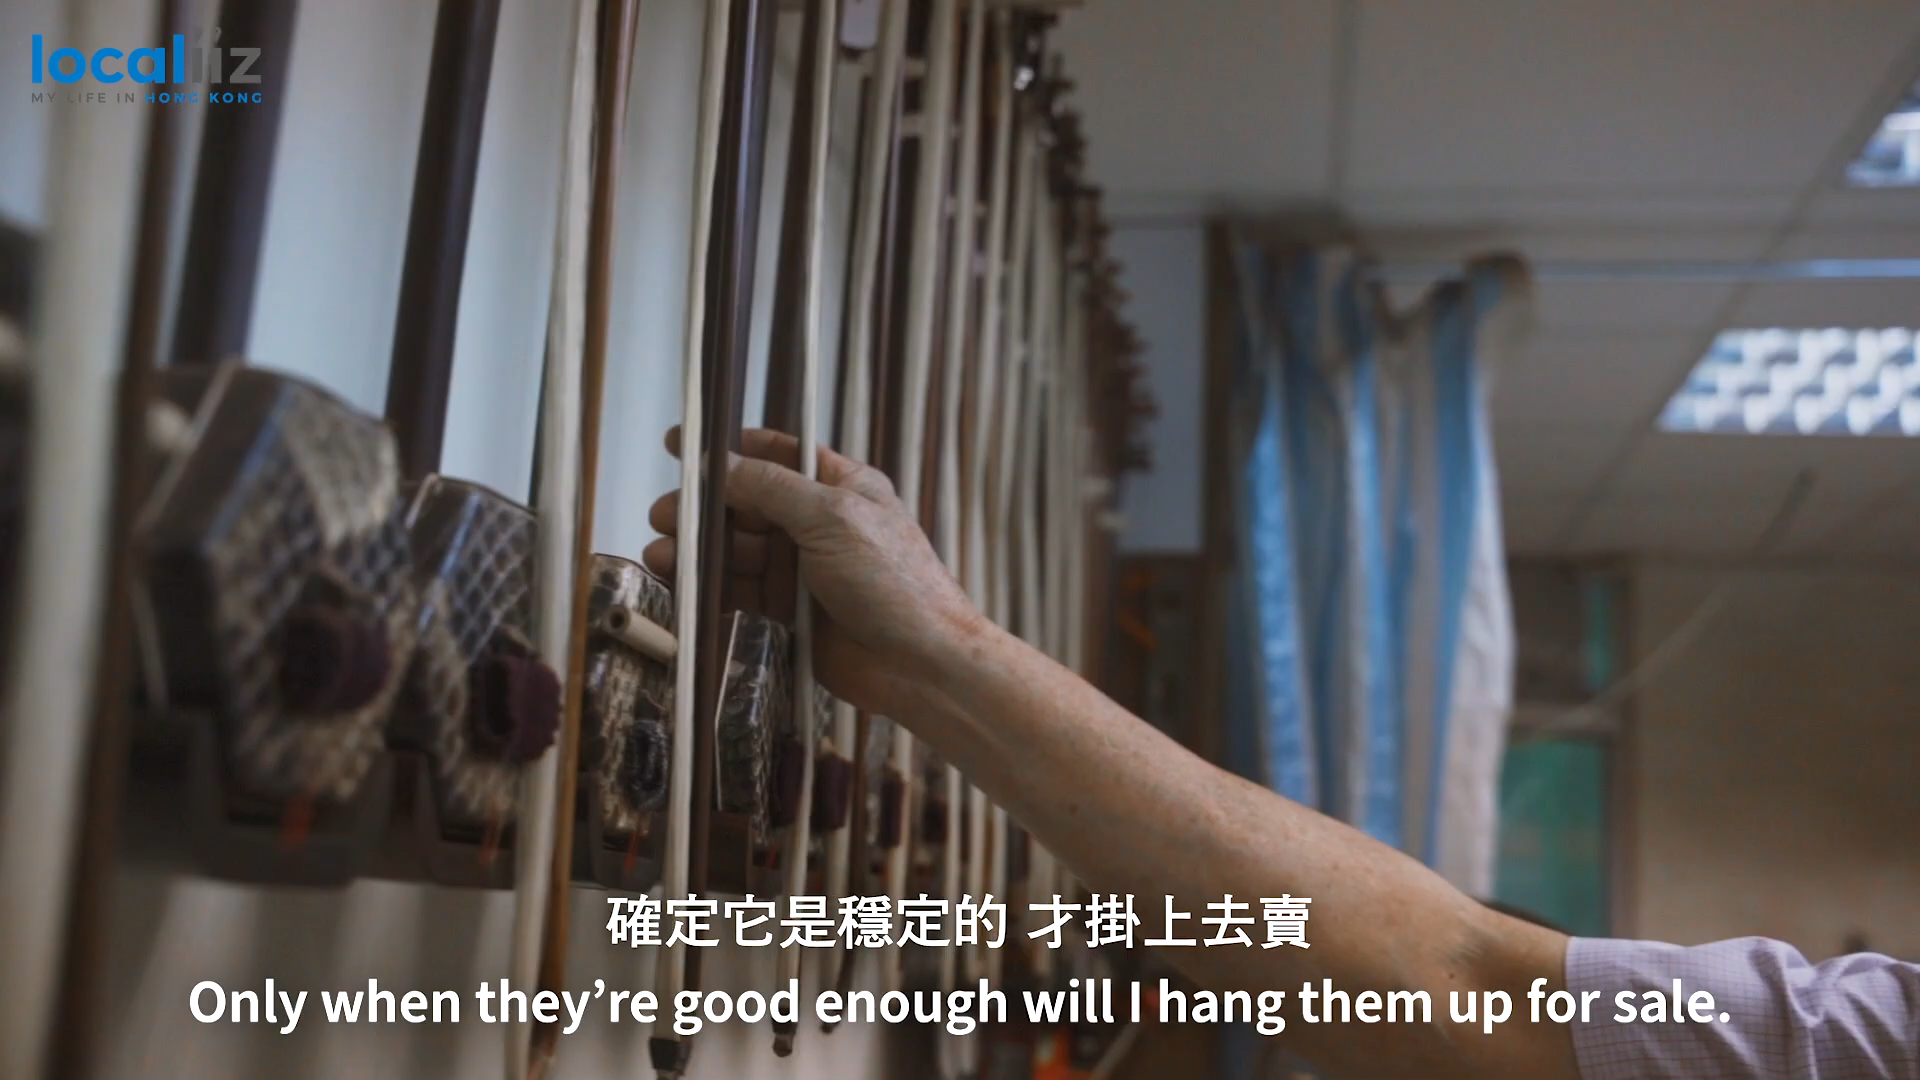 localiiz
MY LIFE IN HONG KONG
確定它是穩定的 才掛上去賣
Only when they're good enough will I hang them up for sale.